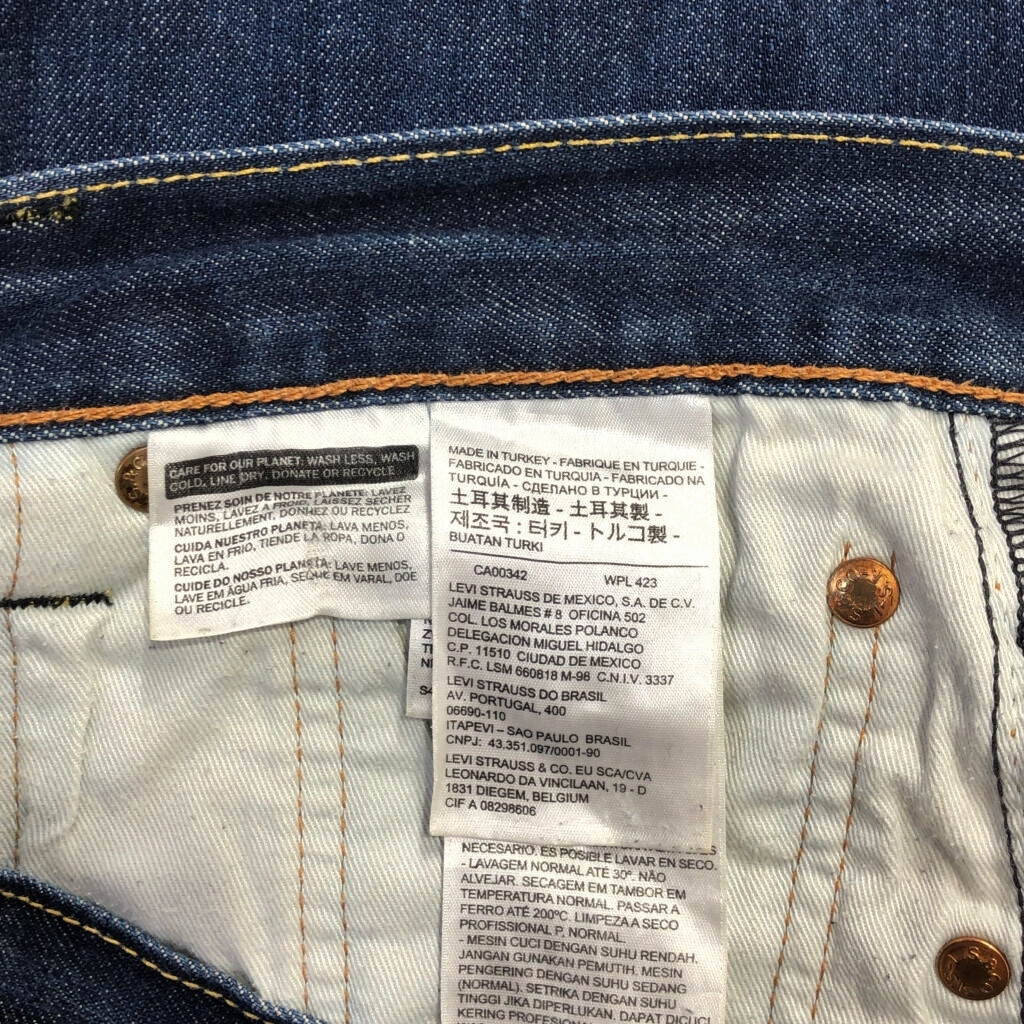 CARE FOR OUR PLANET: WASH LESS, WASH
COLD, LINE DRY, DONATE OR RECYCLE
PRENEZ SOIN DE NOTRE PLANÈTE: LAVEZ
MOINS, LAVEZ A FROID, LAISSEZ SÉCHER
NATURELLEMENT, DONNEZ OU RECYCLEZ
CUIDA NUESTRO PLANETA: LAVA MENOS,
LAVA EN FRIO, TIENDE LA ROPA, DONA O
RECICLA.
CUIDE DO NOSSO PLANETA: LAVE MENOS,
LAVE EM ÁGUA FRIA, SEQUE EM VARAL, DOE
OU RECICLE.
MADE IN TURKEY - FABRIQUE EN TURQUIE -
FABRICADO EN TURQUIA - FABRICADO NA
TURQUÍA - СДЕЛАНО В ТУРЦИИ -
土耳其制造 - 土耳其製 -
제조국 : 터키 - トルコ製 -
BUATAN TURKI
CA00342 WPL 423
LEVI STRAUSS DE MEXICO, S.A. DE C.V.
JAIME BALMES # 8 OFICINA 502
COL. LOS MORALES POLANCO
DELEGACION MIGUEL HIDALGO
C.P. 11510 CIUDAD DE MEXICO
R.F.C. LSM 660818 M-98 C.N.I.V. 3337
LEVI STRAUSS DO BRASIL
AV. PORTUGAL, 400
06690-110
ITAPEVI – SAO PAULO BRASIL
CNPJ: 43.351.097/0001-90
LEVI STRAUSS & CO. EU SCA/CVA
LEONARDO DA VINCILAAN, 19 - D
1831 DIEGEM, BELGIUM
CIF A 08298606
NECESARIO. ES POSIBLE LAVAR EN SECO.
- LAVAGEM NORMAL ATÉ 30º. NÃO
ALVEJAR. SECAGEM EM TAMBOR EM
TEMPERATURA NORMAL. PASSAR A
FERRO ATÉ 200ºC. LIMPEZA A SECO
PROFISSIONAL P, NORMAL.
- MESIN CUCI DENGAN SUHU RENDAH.
JANGAN GUNAKAN PEMUTIH. MESIN
PENGERING DENGAN SUHU SEDANG
(NORMAL). SETRIKA DENGAN SUHU
TINGGI JIKA DIPERLUKAN. DAPAT DICUCI
KERING PROFESIONAL